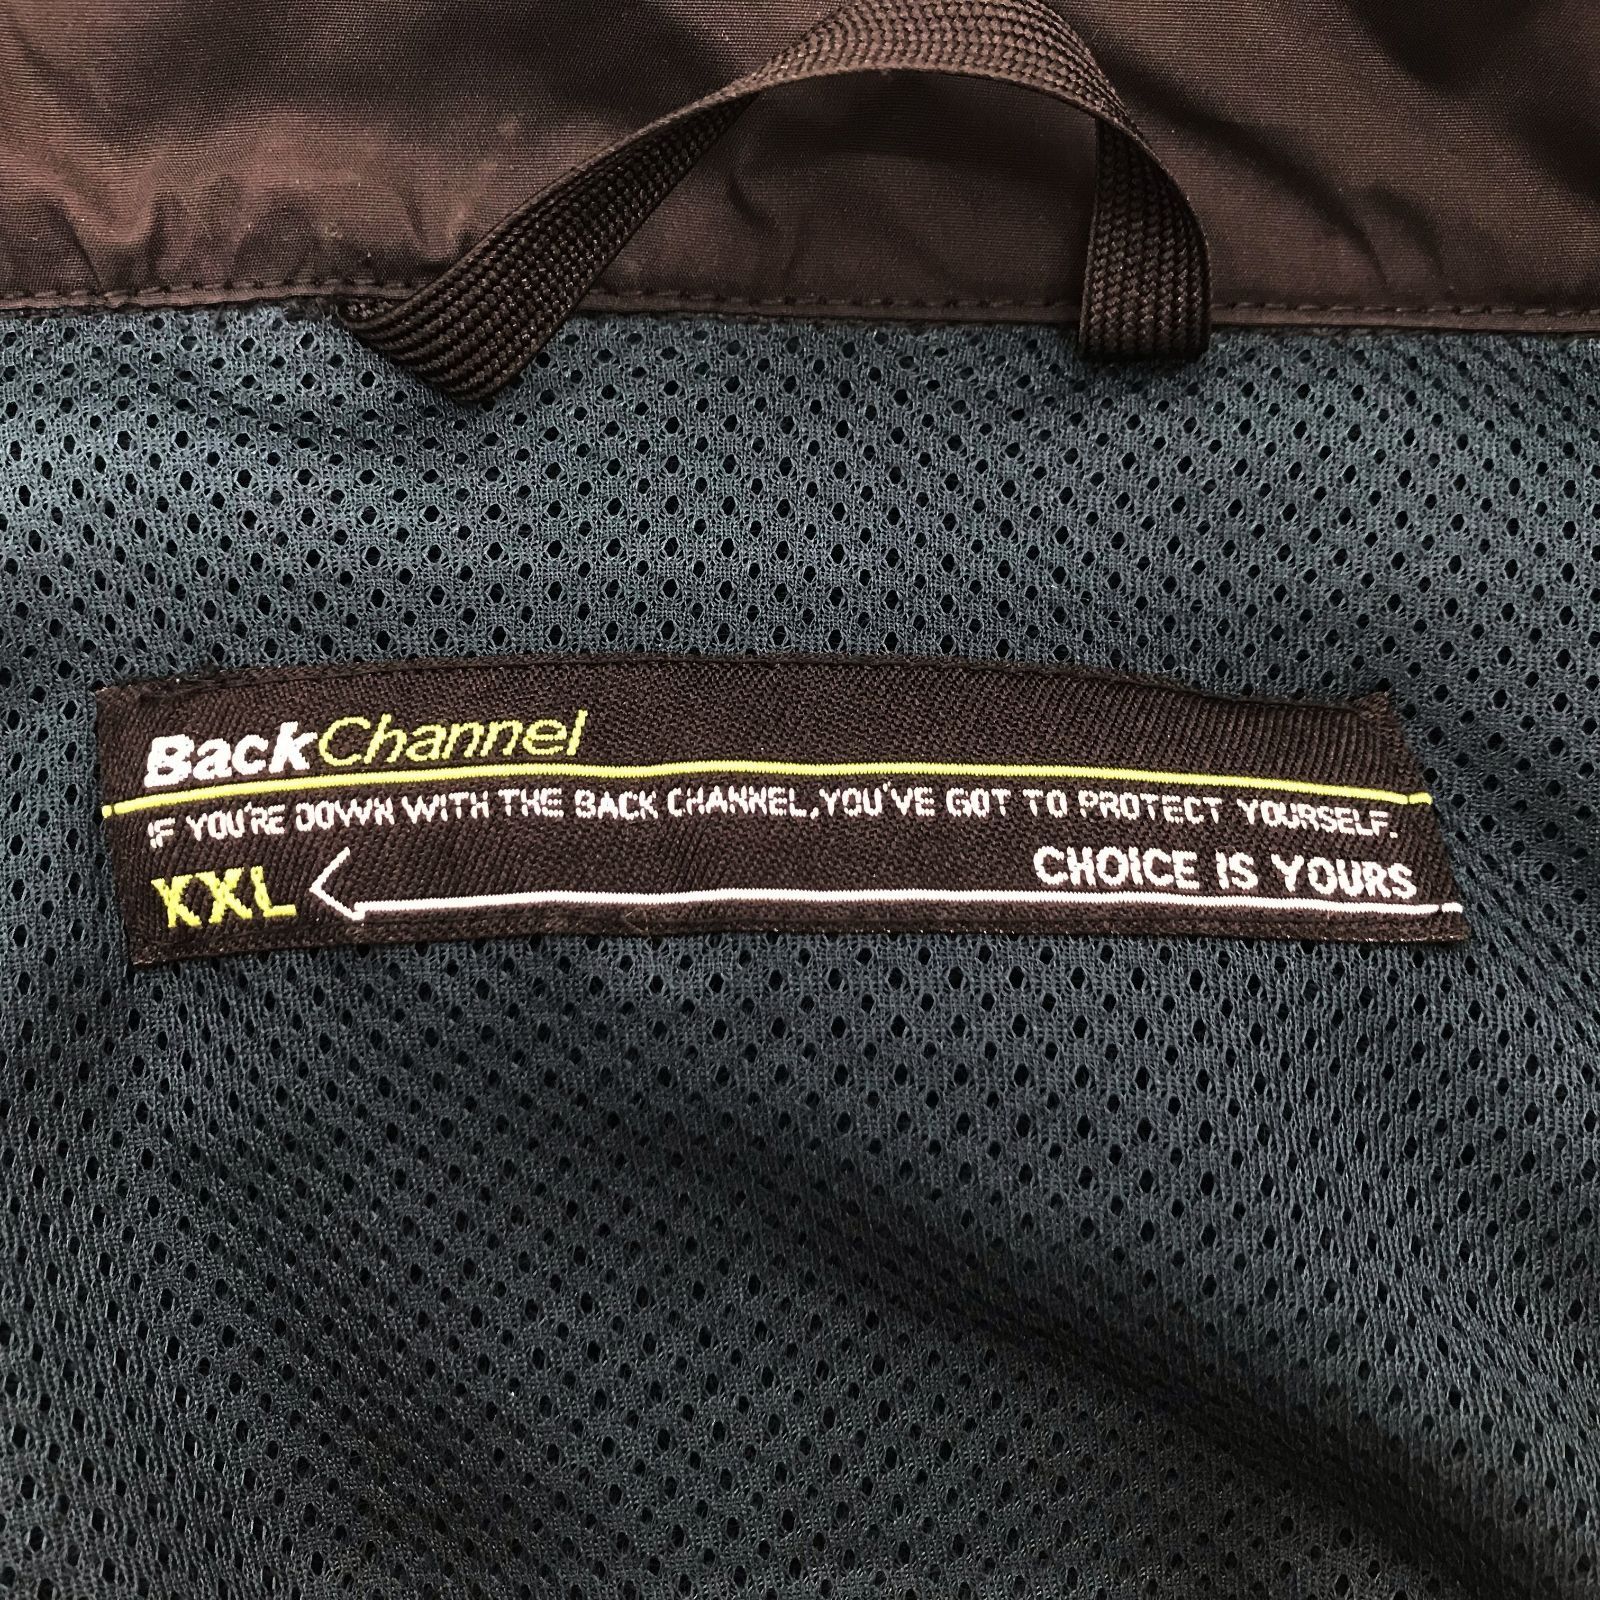 BackChannel
IF YOU'RE DOWN WITH THE BACK CHANNEL, YOU'VE GOT TO PROTECT YOURSELF.
CHOICE IS YOURS
XXL